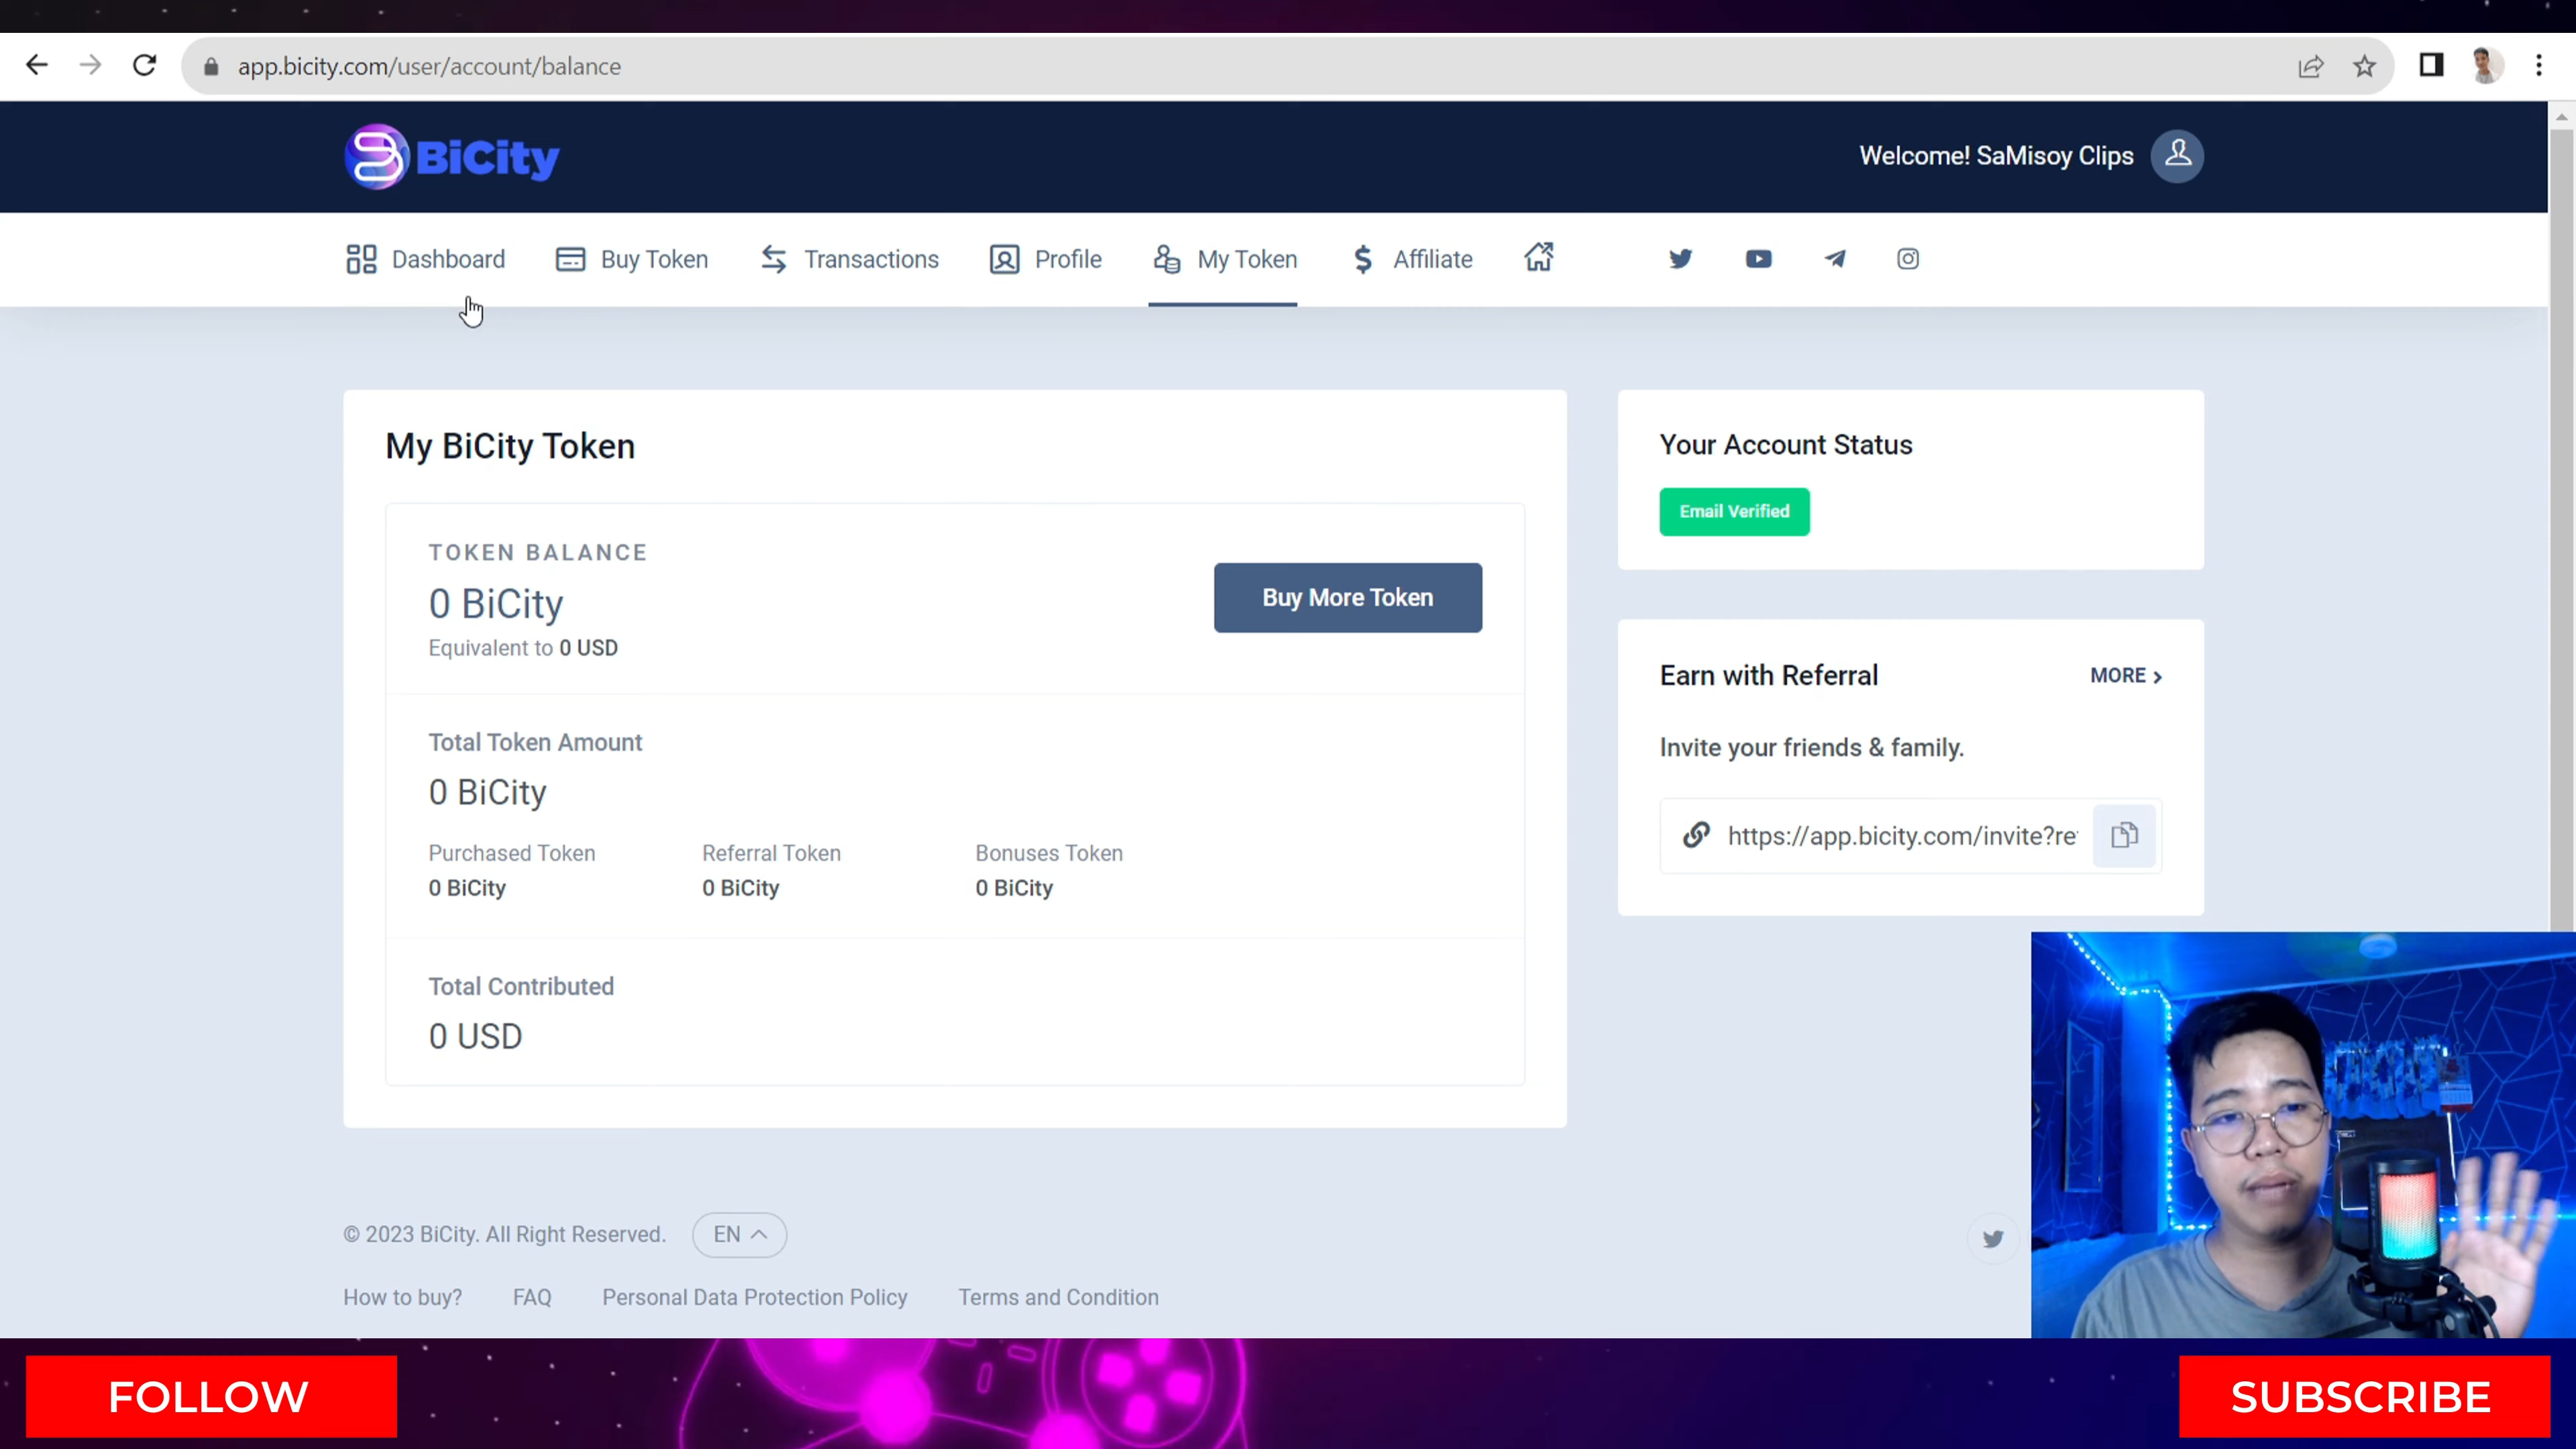 app.bicity.com/user/account/balance
BiCity
Welcome! SaMisoy Clips
Dashboard
Buy Token
Transactions
Profile
My Token
Affiliate
My BiCity Token
TOKEN BALANCE
0 BiCity
Equivalent to 0 USD
Buy More Token
Total Token Amount
0 BiCity
Purchased Token
0 BiCity
Referral Token
0 BiCity
Bonuses Token
0 BiCity
Total Contributed
0 USD
Your Account Status
Email Verified
Earn with Referral
MORE
Invite your friends & family.
https://app.bicity.com/invite?re
© 2023 BiCity. All Right Reserved.
EN
How to buy?
FAQ
Personal Data Protection Policy
Terms and Condition
FOLLOW
SUBSCRIBE